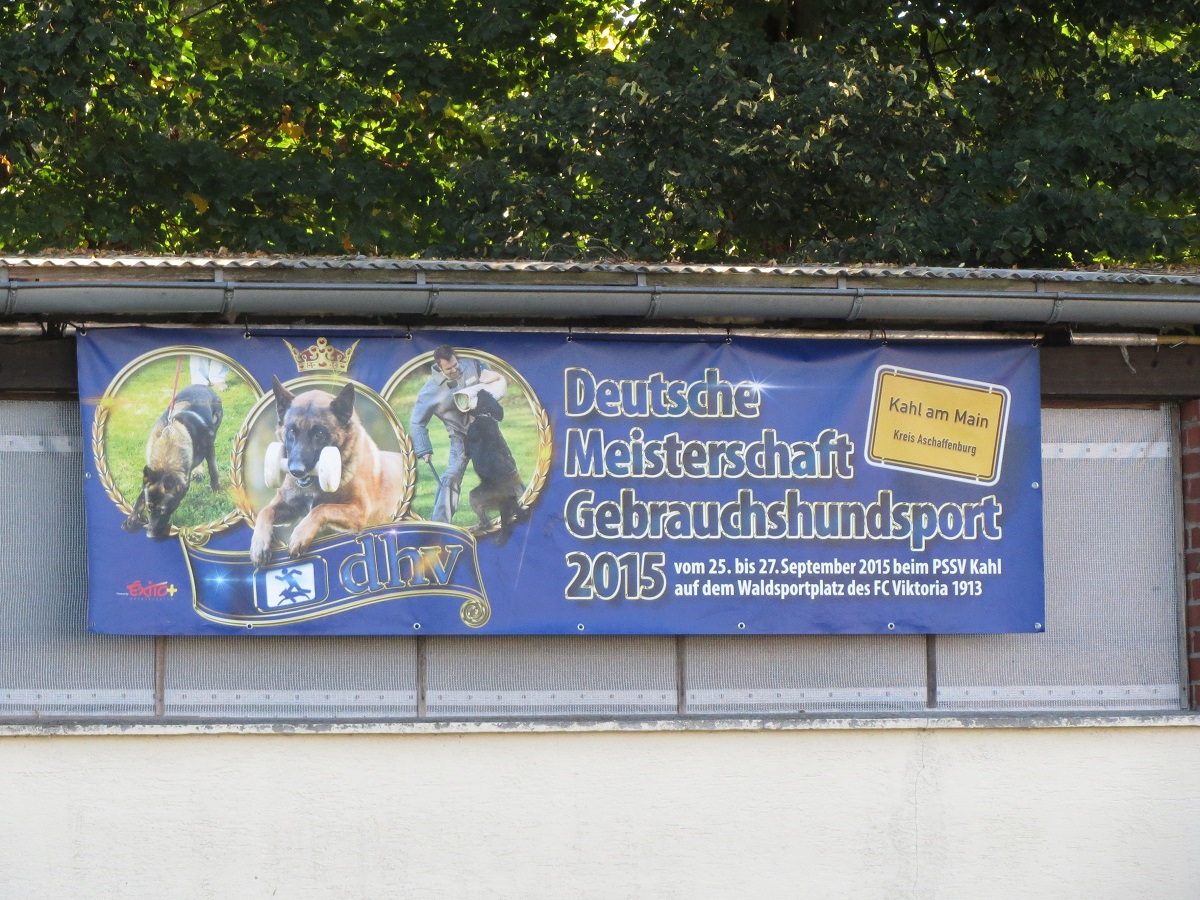 Deutsche
Meisterschaft
Gebrauchshundsport
2015
vom 25. bis 27. September 2015 beim PSSV Kahl
auf dem Waldsportplatz des FC Viktoria 1913
Kahl am Main
Kreis Aschaffenburg
dhv
EXITO+